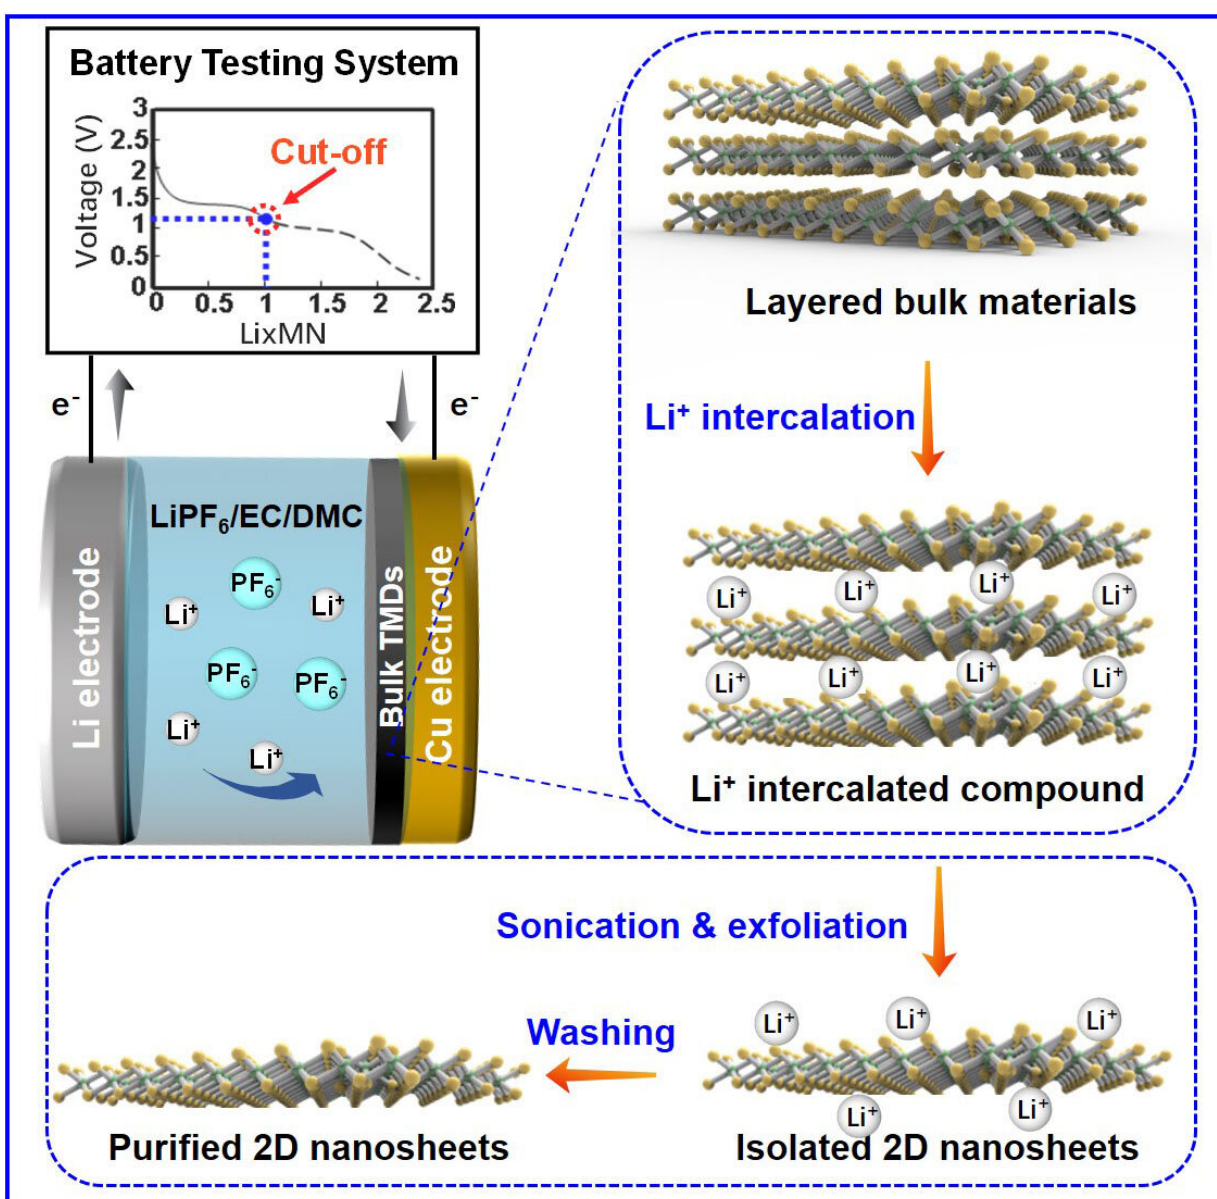 Battery Testing System
Voltage (V)
3
2.5
2
1.5
1
0.5
0
Cut-off
0 0.5 1 1.5 2 2.5
LixMN
e⁻
e⁻
LiPF₆/EC/DMC
Li electrode
PF₆⁻
Li⁺
Li⁺
PF₆⁻
PF₆⁻
Li⁺
Li⁺
Bulk TMDs
Cu electrode
Layered bulk materials
Li⁺ intercalation
Li⁺ Li⁺ Li⁺ Li⁺
Li⁺ Li⁺ Li⁺ Li⁺
Li⁺ intercalated compound
Sonication & exfoliation
Li⁺ Li⁺ Li⁺
Li⁺ Li⁺
Isolated 2D nanosheets
Washing
Purified 2D nanosheets